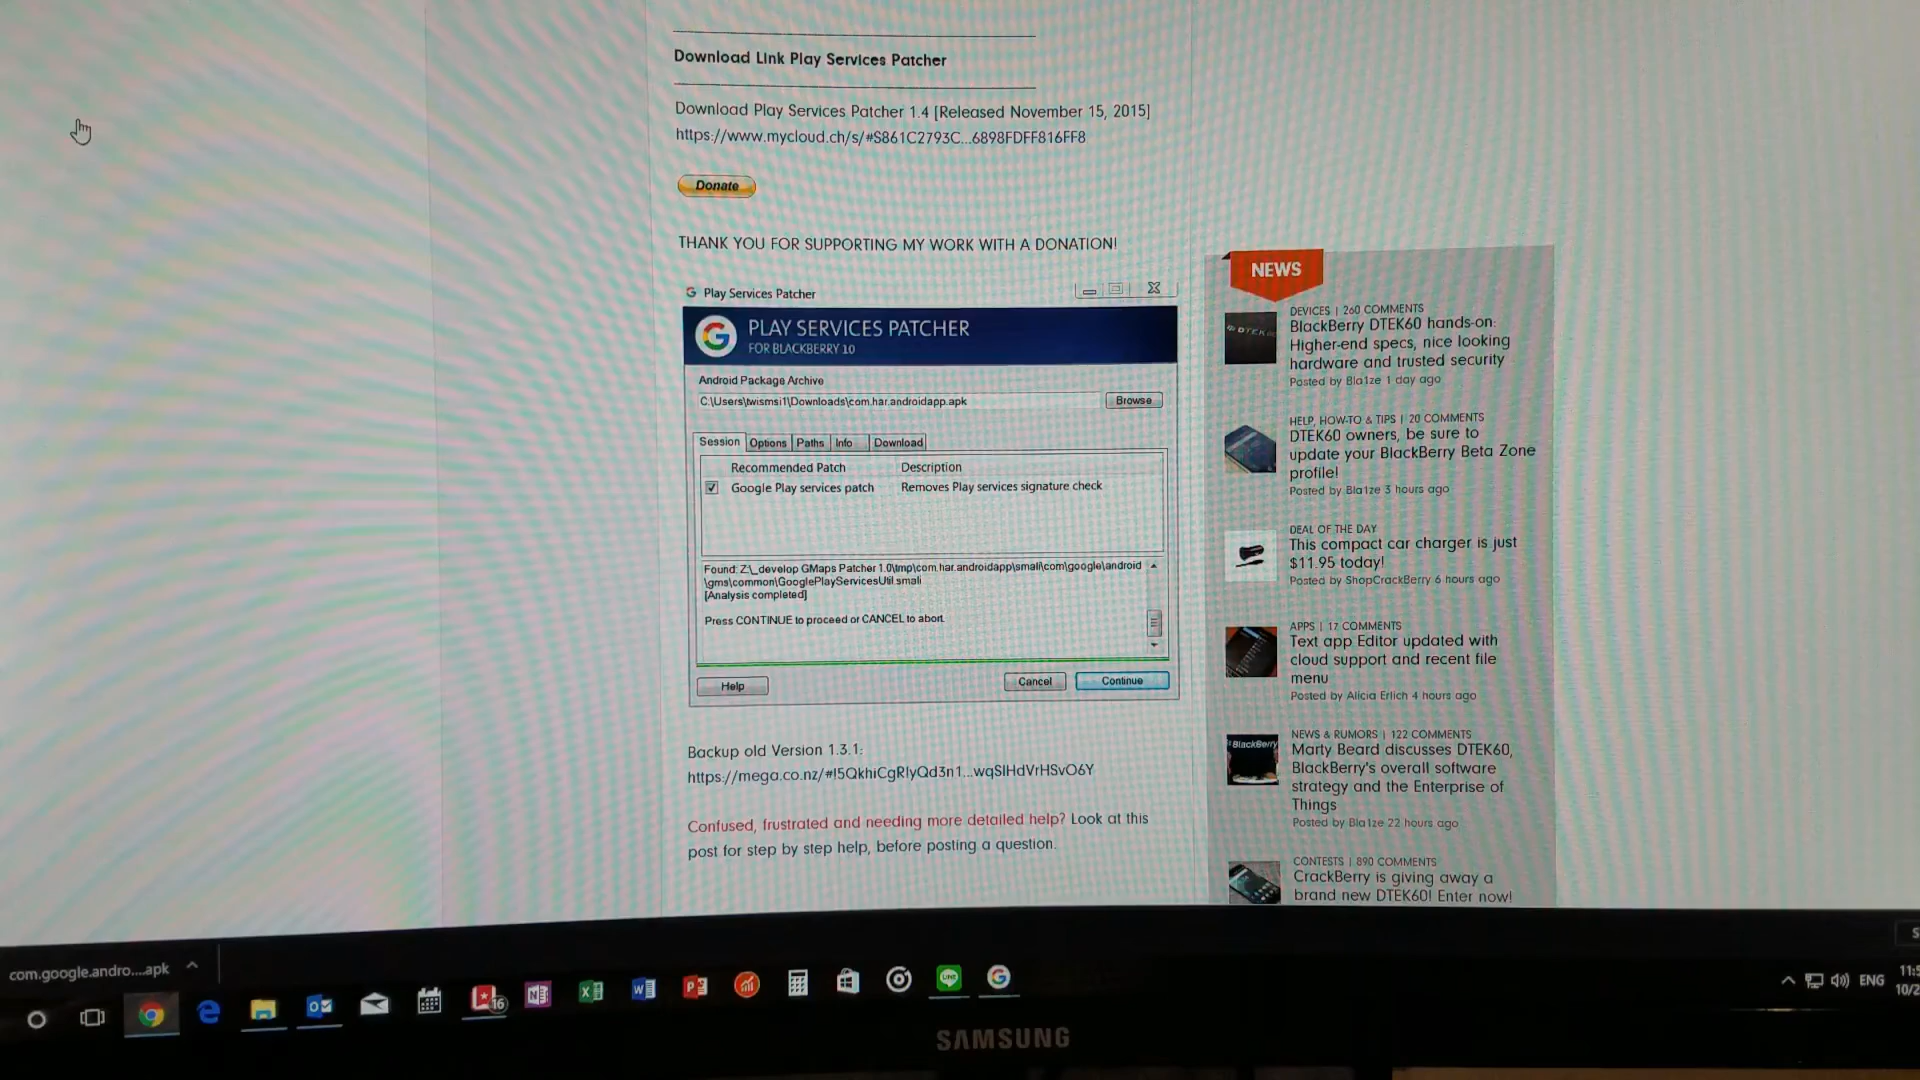 Download Link Play Services Patcher
Download Play Services Patcher 1.4 [Released November 15, 2015]
https://www.mycloud.ch/s/#S861C2793C...6898FDFF816FF8
Donate
THANK YOU FOR SUPPORTING MY WORK WITH A DONATION!
Play Services Patcher
PLAY SERVICES PATCHER
FOR BLACKBERRY 10
Android Package Archive
C:\Users\twismsi1\Downloads\com.har.androidapp.apk
Browse
Session Options Paths Info Download
Recommended Patch Description
Google Play services patch Removes Play services signature check
Found: Z:\_develop GMaps Patcher 1.0\tmp\com.har.androidapp\smali\com\google\android
\gms\common\GooglePlayServicesUtil.smali
[Analysis completed]
Press CONTINUE to proceed or CANCEL to abort.
Help Cancel Continue
Backup old Version 1.3.1:
https://mega.co.nz/#!5QkhiCgRIyQd3n1...wqSIHdVrHSvO6Y
Confused, frustrated and needing more detailed help? Look at this
post for step by step help, before posting a question.
NEWS
DEVICES | 260 COMMENTS
BlackBerry DTEK60 hands-on:
Higher-end specs, nice looking
hardware and trusted security
Posted by Bla1ze 1 day ago
HELP, HOW-TO & TIPS | 20 COMMENTS
DTEK60 owners, be sure to
update your BlackBerry Beta Zone
profile!
Posted by Bla1ze 3 hours ago
DEAL OF THE DAY
This compact car charger is just
$11.95 today!
Posted by ShopCrackBerry 6 hours ago
APPS | 17 COMMENTS
Text app Editor updated with
cloud support and recent file
menu
Posted by Alicia Erlich 4 hours ago
NEWS & RUMORS | 122 COMMENTS
Marty Beard discusses DTEK60,
BlackBerry's overall software
strategy and the Enterprise of
Things
Posted by Bla1ze 22 hours ago
CONTESTS | 890 COMMENTS
CrackBerry is giving away a
brand new DTEK60! Enter now!
DTEK
BlackBerry
com.google.andro....apk
16
LINE
ENG
11:5
10/2
SAMSUNG